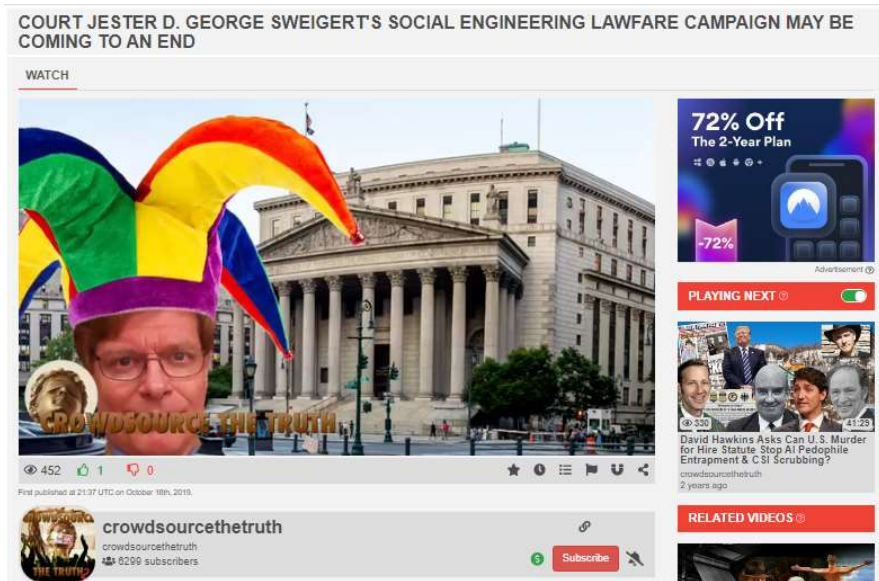 COURT JESTER D. GEORGE SWEIGERT'S SOCIAL ENGINEERING LAWFARE CAMPAIGN MAY BE
COMING TO AN END
WATCH
CROWDSOURCE THE TRUTH
452 1 0
First published at 21:37 UTC on October 18th, 2019.
crowdsourcethetruth
crowdsourcethetruth
6299 subscribers
Subscribe
72% Off
The 2-Year Plan
-72%
Advertisement
PLAYING NEXT
330
41:25
David Hawkins Asks Can U.S. Murder
for Hire Statute Stop AI Pedophile
Entrapment & CSI Scrubbing?
crowdsourcethetruth
2 years ago
RELATED VIDEOS